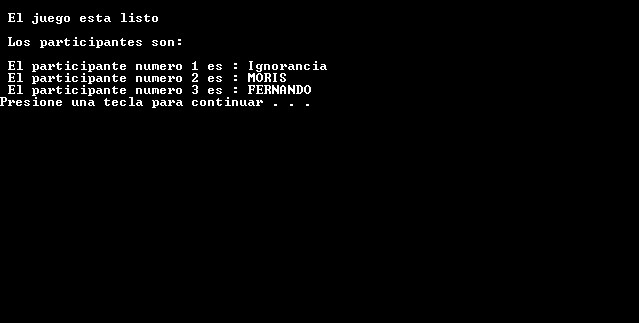 El juego esta listo
Los participantes son:
El participante numero 1 es : Ignorancia
El participante numero 2 es : MORIS
El participante numero 3 es : FERNANDO
Presione una tecla para continuar . . .